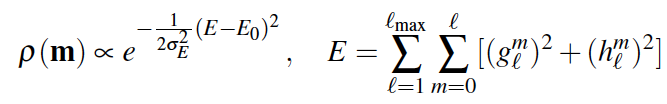 ρ(m) ∝ e^{-\frac{1}{2σ_E^2}(E−E_0)^2}, E = \sum_{ℓ=1}^{ℓ_{max}} \sum_{m=0}^{ℓ} [(g_ℓ^m)^2 + (h_ℓ^m)^2]